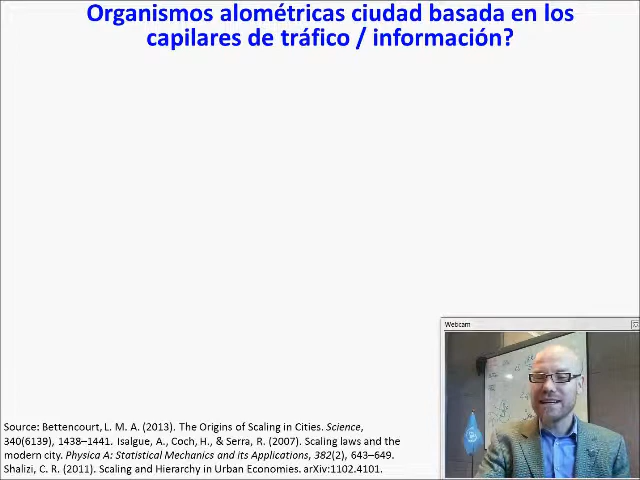 Organismos alométricas ciudad basada en los
capilares de tráfico / información?
Webcam
Source: Bettencourt, L. M. A. (2013). The Origins of Scaling in Cities. Science,
340(6139), 1438–1441. Isalgue, A., Coch, H., & Serra, R. (2007). Scaling laws and the
modern city. Physica A: Statistical Mechanics and its Applications, 382(2), 643–649.
Shalizi, C. R. (2011). Scaling and Hierarchy in Urban Economies. arXiv:1102.4101.